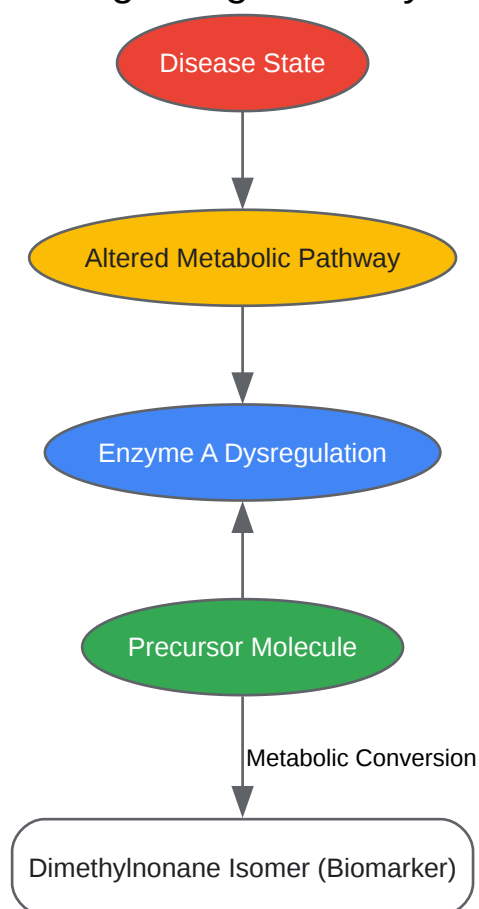 Disease State
Altered Metabolic Pathway
Enzyme A Dysregulation
Precursor Molecule
Metabolic Conversion
Dimethylnonane Isomer (Biomarker)